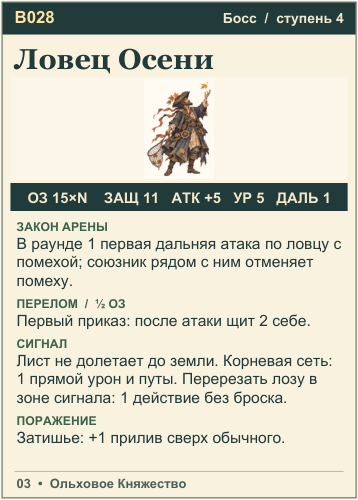 B028
Босс / ступень 4
Ловец Осени
ОЗ 15×N ЗАЩ 11 АТК +5 УР 5 ДАЛЬ 1
ЗАКОН АРЕНЫ
В раунде 1 первая дальняя атака по ловцу с
помехой; союзник рядом с ним отменяет
помеху.
ПЕРЕЛОМ / ½ ОЗ
Первый приказ: после атаки щит 2 себе.
СИГНАЛ
Лист не долетает до земли. Корневая сеть:
1 прямой урон и путы. Перерезать лозу в
зоне сигнала: 1 действие без броска.
ПОРАЖЕНИЕ
Затишье: +1 прилив сверх обычного.
03 • Ольховое Княжество